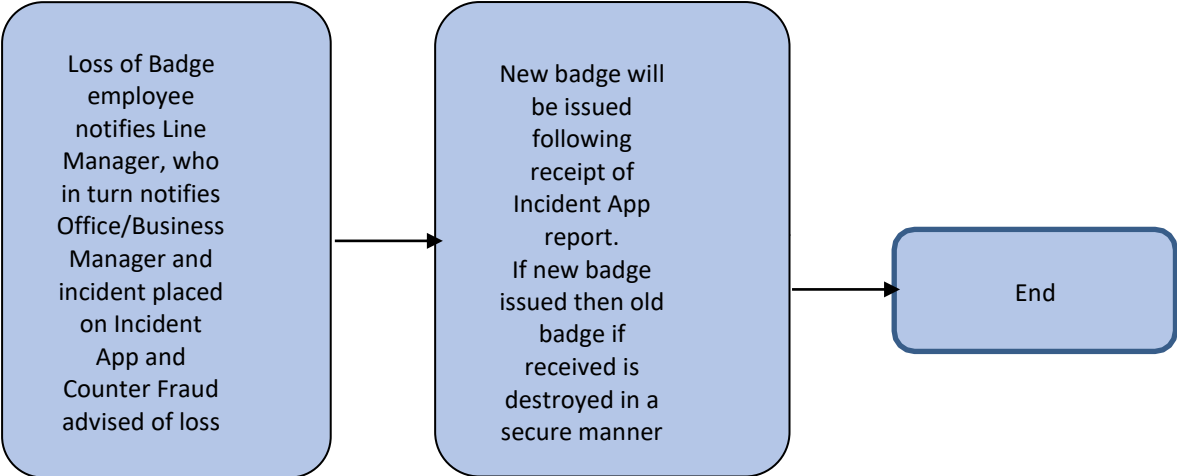 Loss of Badge
employee
notifies Line
Manager, who
in turn notifies
Office/Business
Manager and
incident placed
on Incident
App and
Counter Fraud
advised of loss
New badge will
be issued
following
receipt of
Incident App
report.
If new badge
issued then old
badge if
received is
destroyed in a
secure manner
End